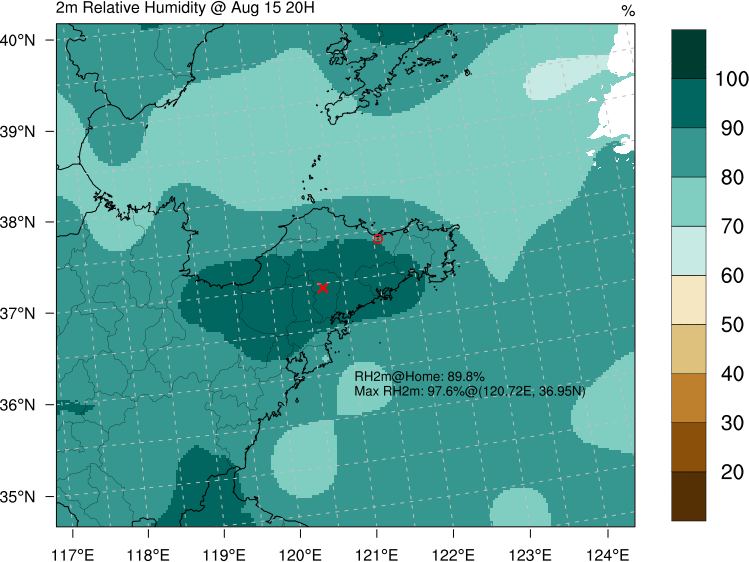 2m Relative Humidity @ Aug 15 20H
%
40°N
39°N
38°N
37°N
36°N
35°N
117°E 118°E 119°E 120°E 121°E 122°E 123°E 124°E
RH2m@Home: 89.8%
Max RH2m: 97.6%@(120.72E, 36.95N)
100
90
80
70
60
50
40
30
20